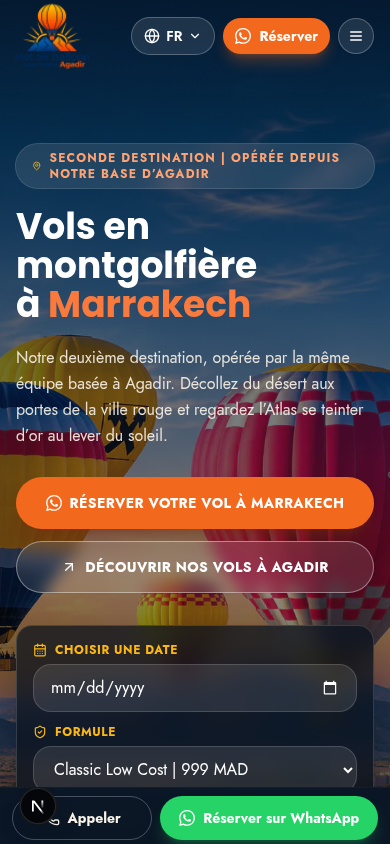 Agadir
FR
Réserver
SECONDE DESTINATION | OPÉRÉE DEPUIS
NOTRE BASE D'AGADIR
Vols en
montgolfière
à Marrakech
Notre deuxième destination, opérée par la même
équipe basée à Agadir. Décollez du désert aux
portes de la ville rouge et regardez l'Atlas se teinter
d'or au lever du soleil.
RÉSERVER VOTRE VOL À MARRAKECH
DÉCOUVRIR NOS VOLS À AGADIR
CHOISIR UNE DATE
mm/dd/yyyy
FORMULE
Classic Low Cost | 999 MAD
N
Appeler
Réserver sur WhatsApp